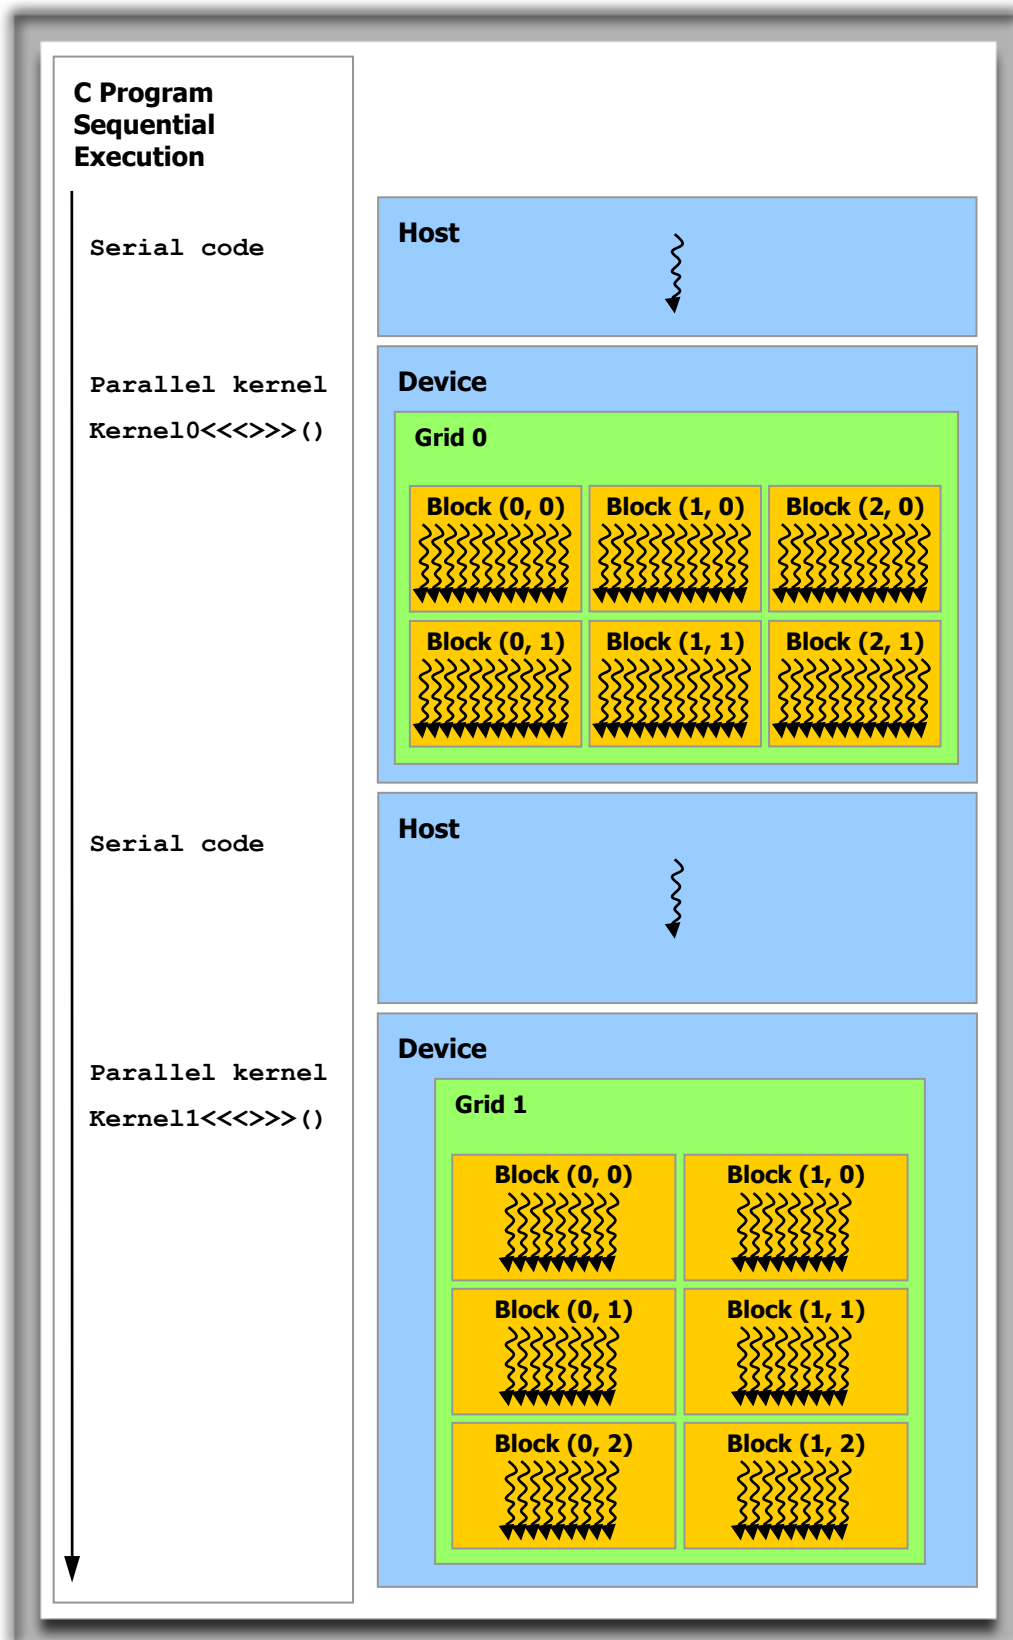 C Program
Sequential
Execution
Serial code
Host
Parallel kernel
Kernel0<<<>>>()
Device
Grid 0
Block (0, 0) Block (1, 0) Block (2, 0)
Block (0, 1) Block (1, 1) Block (2, 1)
Serial code
Host
Parallel kernel
Kernel1<<<>>>()
Device
Grid 1
Block (0, 0) Block (1, 0)
Block (0, 1) Block (1, 1)
Block (0, 2) Block (1, 2)